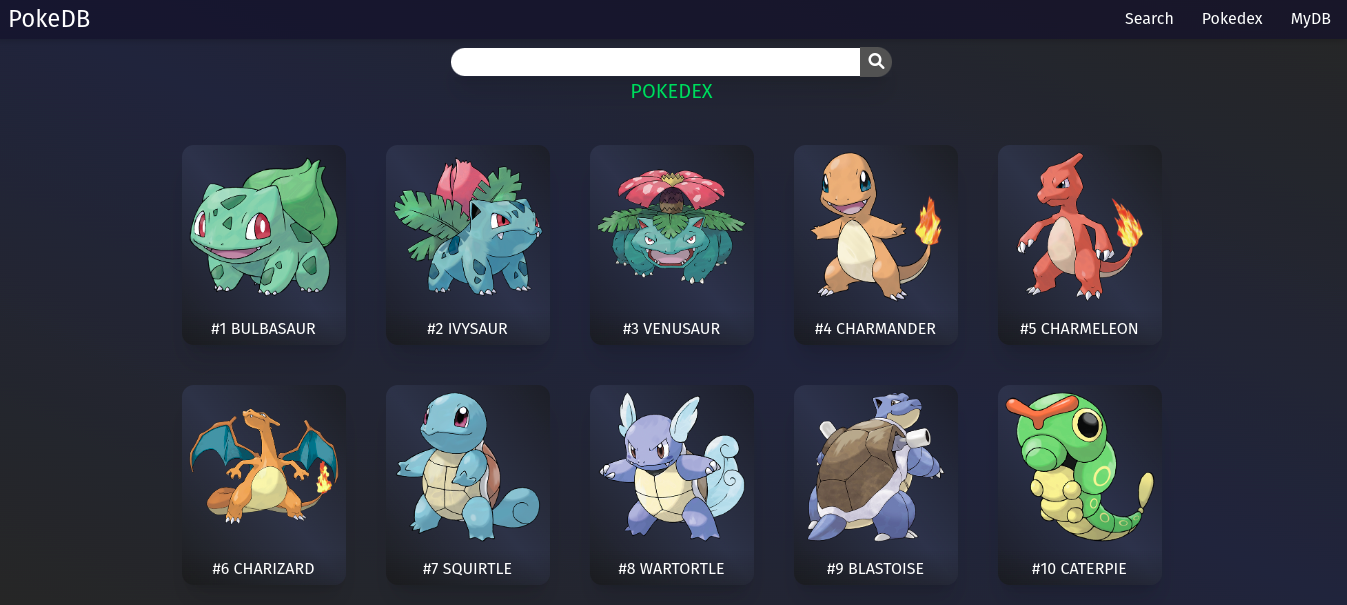 PokeDB
Search Pokedex MyDB
POKEDEX
#1 BULBASAUR
#2 IVYSAUR
#3 VENUSAUR
#4 CHARMANDER
#5 CHARMELEON
#6 CHARIZARD
#7 SQUIRTLE
#8 WARTORTLE
#9 BLASTOISE
#10 CATERPIE